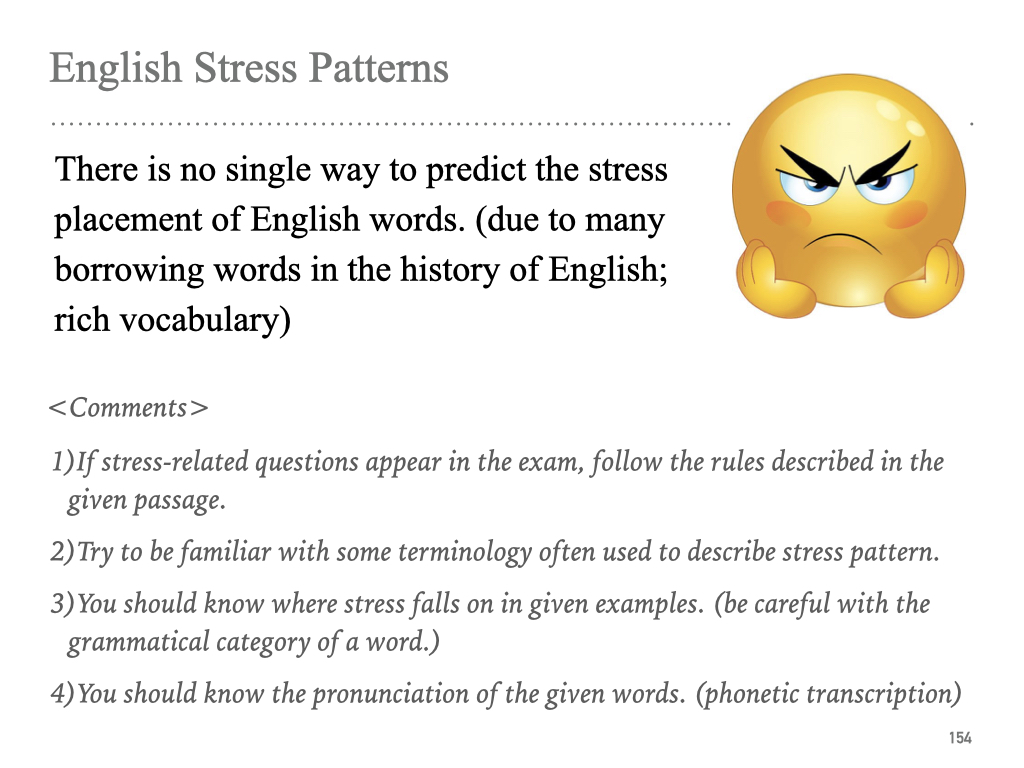 English Stress Patterns
There is no single way to predict the stress
placement of English words. (due to many
borrowing words in the history of English;
rich vocabulary)
<Comments>
1)If stress-related questions appear in the exam, follow the rules described in the
given passage.
2)Try to be familiar with some terminology often used to describe stress pattern.
3)You should know where stress falls on in given examples. (be careful with the
grammatical category of a word.)
4)You should know the pronunciation of the given words. (phonetic transcription)
154